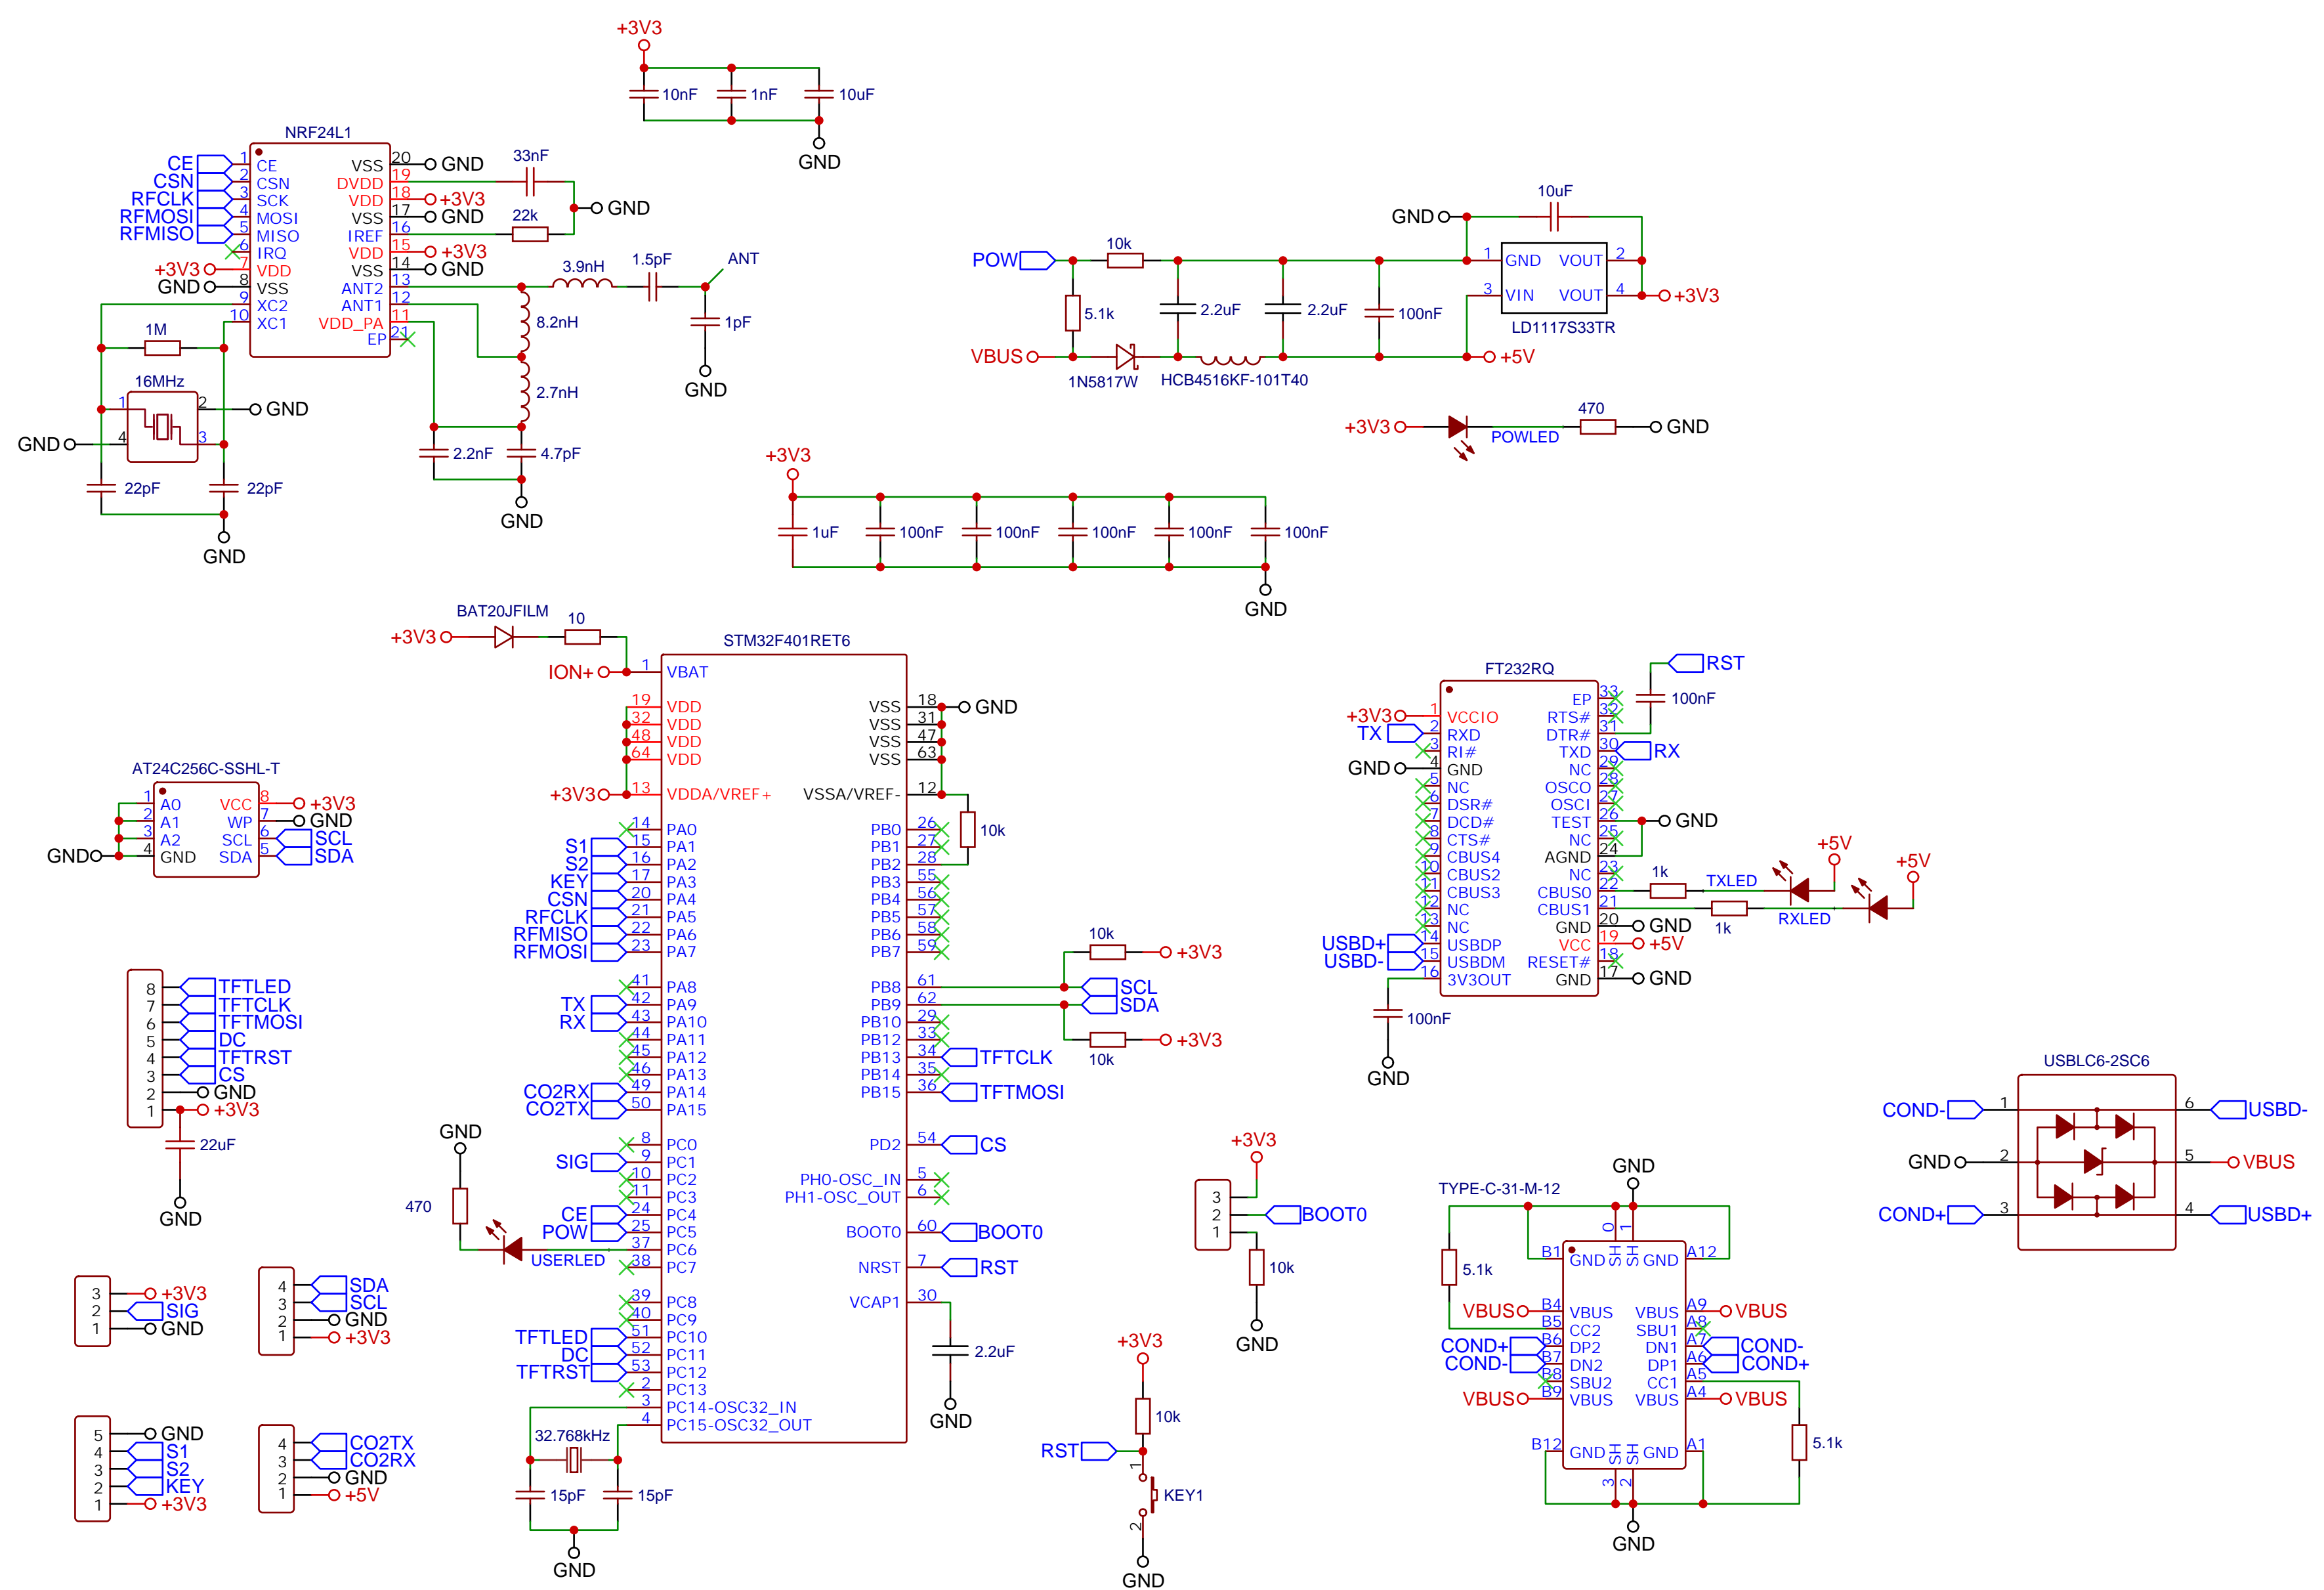 +3V3
10nF
1nF
10uF
GND
NRF24L1
CE 1 CE
CSN 2 CSN
RFCLK 3 SCK
RFMOSI 4 MOSI
RFMISO 5 MISO
6 IRQ
+3V3 7 VDD
GND 8 VSS
9 XC2
10 XC1
VSS 20 GND
DVDD 19
VDD 18 +3V3
VSS 17 GND
IREF 16
VDD 15 +3V3
VSS 14 GND
ANT2 13
ANT1 12
VDD_PA 11
EP 21
33nF
22k
GND
3.9nH
1.5pF
ANT
8.2nH
1pF
GND
2.7nH
2.2nF
4.7pF
GND
1M
16MHz
1
2 GND
GND 4
3
22pF
22pF
GND
POW
10k
5.1k
2.2uF
2.2uF
100nF
VBUS
1N5817W
HCB4516KF-101T40
+5V
GND
10uF
1 GND
3 VIN
VOUT 2
VOUT 4
+3V3
LD1117S33TR
+3V3
POWLED
470
GND
+3V3
1uF
100nF
100nF
100nF
100nF
100nF
GND
+3V3
BAT20JFILM
10
ION+
STM32F401RET6
1 VBAT
19 VDD
32 VDD
48 VDD
64 VDD
+3V3 13 VDDA/VREF+
14 PA0
S1 15 PA1
S2 16 PA2
KEY 17 PA3
CSN 20 PA4
RFCLK 21 PA5
RFMISO 22 PA6
RFMOSI 23 PA7
41 PA8
TX 42 PA9
RX 43 PA10
44 PA11
45 PA12
46 PA13
CO2RX 49 PA14
CO2TX 50 PA15
8 PC0
SIG 9 PC1
10 PC2
11 PC3
CE 24 PC4
POW 25 PC5
37 PC6
38 PC7
39 PC8
40 PC9
TFTLED 51 PC10
DC 52 PC11
TFTRST 53 PC12
2 PC13
3 PC14-OSC32_IN
4 PC15-OSC32_OUT
VSS 18 GND
VSS 31
VSS 47
VSS 63
VSSA/VREF- 12
10k
PB0 26
PB1 27
PB2 28
PB3 55
PB4 56
PB5 57
PB6 58
PB7 59
PB8 61 SCL
PB9 62 SDA
PB10 29
PB12 33
PB13 34 TFTCLK
PB14 35
PB15 36 TFTMOSI
PD2 54 CS
PH0-OSC_IN 5
PH1-OSC_OUT 6
BOOT0 60 BOOT0
NRST 7 RST
VCAP1 30
2.2uF
GND
10k
+3V3
10k
+3V3
GND
470
USERLED
32.768kHz
15pF
15pF
GND
AT24C256C-SSHL-T
1 A0
2 A1
3 A2
GND 4 GND
VCC 8 +3V3
WP 7 GND
SCL 6 SCL
SDA 5 SDA
8 TFTLED
7 TFTCLK
6 TFTMOSI
5 DC
4 TFTRST
3 CS
2 GND
1 +3V3
22uF
GND
3 +3V3
2 SIG
1 GND
4 SDA
3 SCL
2 GND
1 +3V3
5 GND
4 S1
3 S2
2 KEY
1 +3V3
4 CO2TX
3 CO2RX
2 GND
1 +5V
FT232RQ
+3V3 1 VCCIO
TX 2 RXD
3 RI#
GND 4 GND
5 NC
6 DSR#
7 DCD#
8 CTS#
9 CBUS4
10 CBUS2
11 CBUS3
12 NC
13 NC
USBD+ 14 USBDP
USBD- 15 USBDM
16 3V3OUT
100nF
GND
EP 33
RTS# 32
DTR# 31
TXD 30 RX
NC 29
OSCO 28
OSCI 27
TEST 26 GND
NC 25
AGND 24
NC 23
CBUS0 22
CBUS1 21
GND 20 GND
VCC 19 +5V
RESET# 18
GND 17 GND
RST
100nF
1k
TXLED
+5V
1k
RXLED
+5V
+3V3
3
2 BOOT0
1
10k
GND
+3V3
10k
RST
1
KEY1
2
GND
TYPE-C-31-M-12
GND
0 SH
1 SH
B1 GND
GND A12
5.1k
VBUS B4 VBUS
B5 CC2
COND+ B6 DP2
COND- B7 DN2
B8 SBU2
VBUS B9 VBUS
B12 GND
VBUS A9 VBUS
SBU1 A8
DN1 A7 COND-
DP1 A6 COND+
CC1 A5
VBUS A4 VBUS
GND A1
3 SH
2 SH
5.1k
GND
USBLC6-2SC6
COND- 1
6 USBD-
GND 2
5 VBUS
COND+ 3
4 USBD+